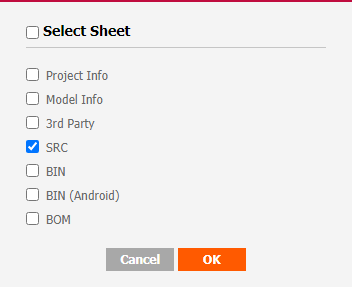 Select Sheet
Project Info
Model Info
3rd Party
SRC
BIN
BIN (Android)
BOM
Cancel OK